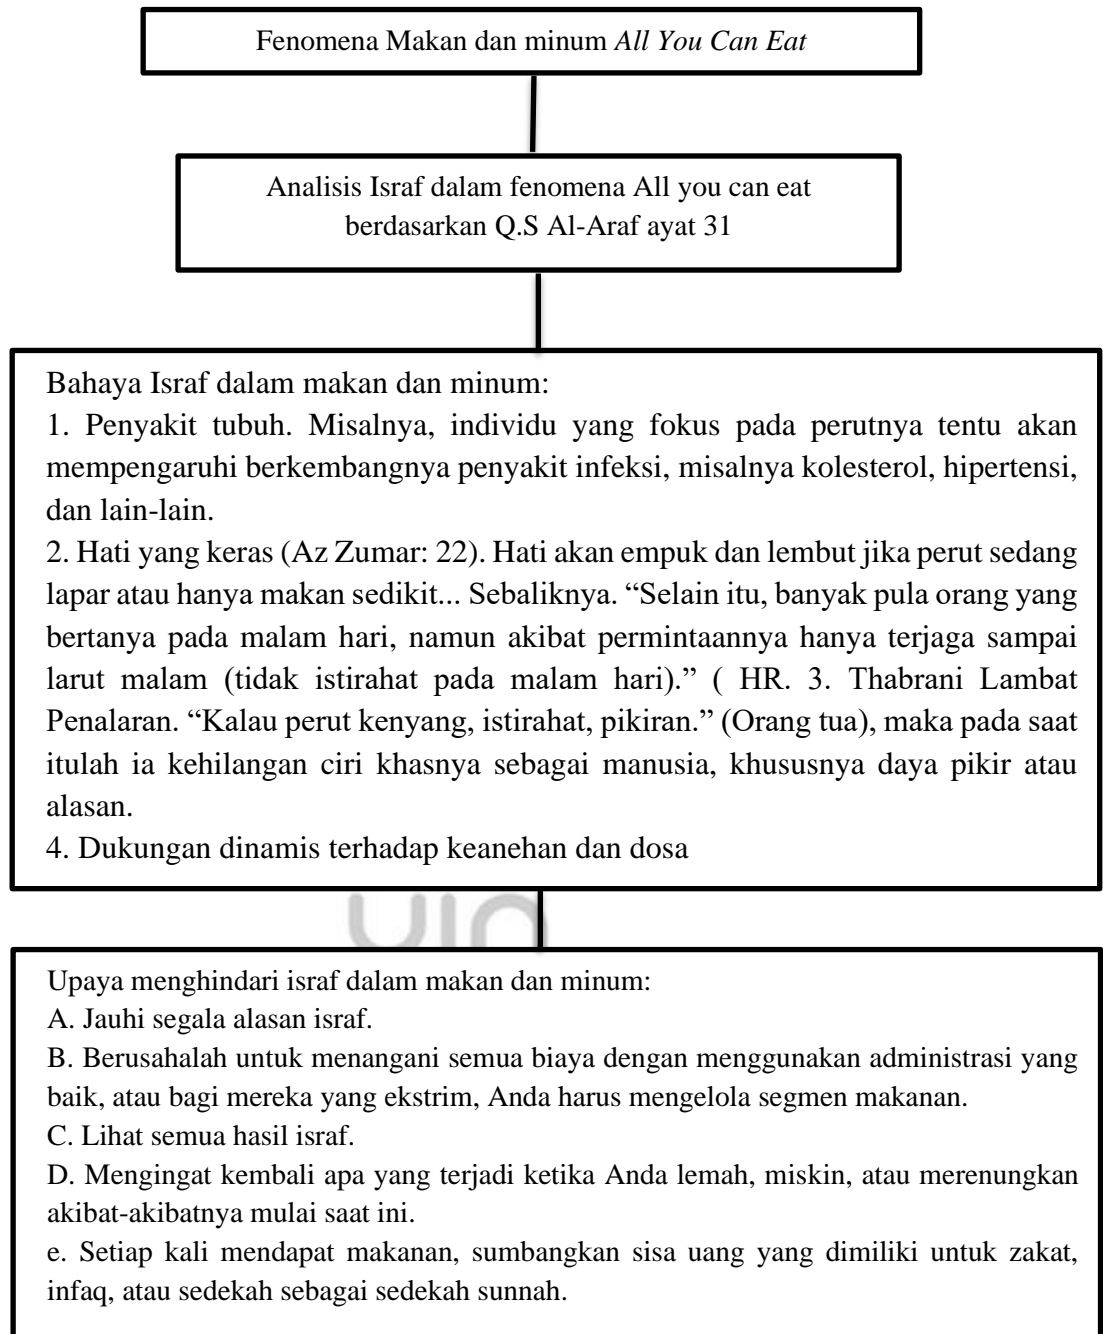 Fenomena Makan dan minum All You Can Eat
Analisis Israf dalam fenomena All you can eat
berdasarkan Q.S Al-Araf ayat 31
Bahaya Israf dalam makan dan minum:
1. Penyakit tubuh. Misalnya, individu yang fokus pada perutnya tentu akan
mempengaruhi berkembangnya penyakit infeksi, misalnya kolesterol, hipertensi,
dan lain-lain.
2. Hati yang keras (Az Zumar: 22). Hati akan empuk dan lembut jika perut sedang
lapar atau hanya makan sedikit... Sebaliknya. “Selain itu, banyak pula orang yang
bertanya pada malam hari, namun akibat permintaannya hanya terjaga sampai
larut malam (tidak istirahat pada malam hari).” ( HR. 3. Thabrani Lambat
Penalaran. “Kalau perut kenyang, istirahat, pikiran.” (Orang tua), maka pada saat
itulah ia kehilangan ciri khasnya sebagai manusia, khususnya daya pikir atau
alasan.
4. Dukungan dinamis terhadap keanehan dan dosa
uin
Upaya menghindari israf dalam makan dan minum:
A. Jauhi segala alasan israf.
B. Berusahalah untuk menangani semua biaya dengan menggunakan administrasi yang
baik, atau bagi mereka yang ekstrim, Anda harus mengelola segmen makanan.
C. Lihat semua hasil israf.
D. Mengingat kembali apa yang terjadi ketika Anda lemah, miskin, atau merenungkan
akibat-akibatnya mulai saat ini.
e. Setiap kali mendapat makanan, sumbangkan sisa uang yang dimiliki untuk zakat,
infaq, atau sedekah sebagai sedekah sunnah.